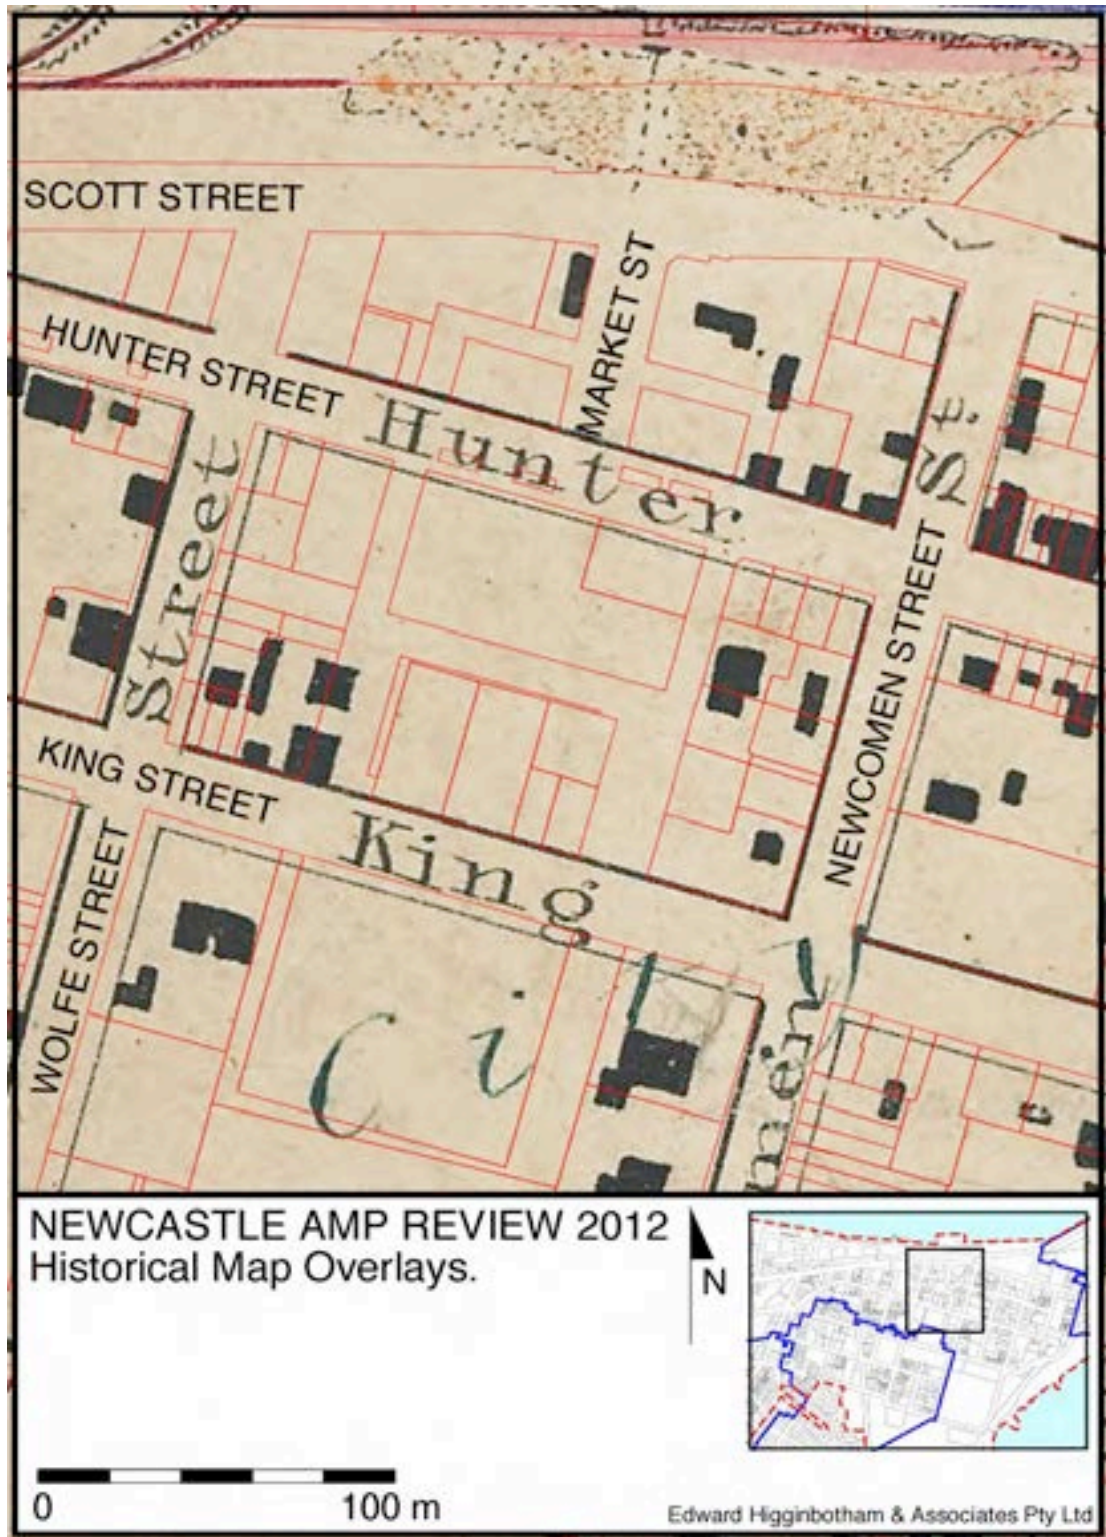 SCOTT STREET
MARKET ST
HUNTER STREET
Hunter
St.
Street
NEWCOMEN STREET
KING STREET
King
WOLFE STREET
Ci
NEWCASTLE AMP REVIEW 2012
Historical Map Overlays.
N
0 100 m
Edward Higginbotham & Associates Pty Ltd